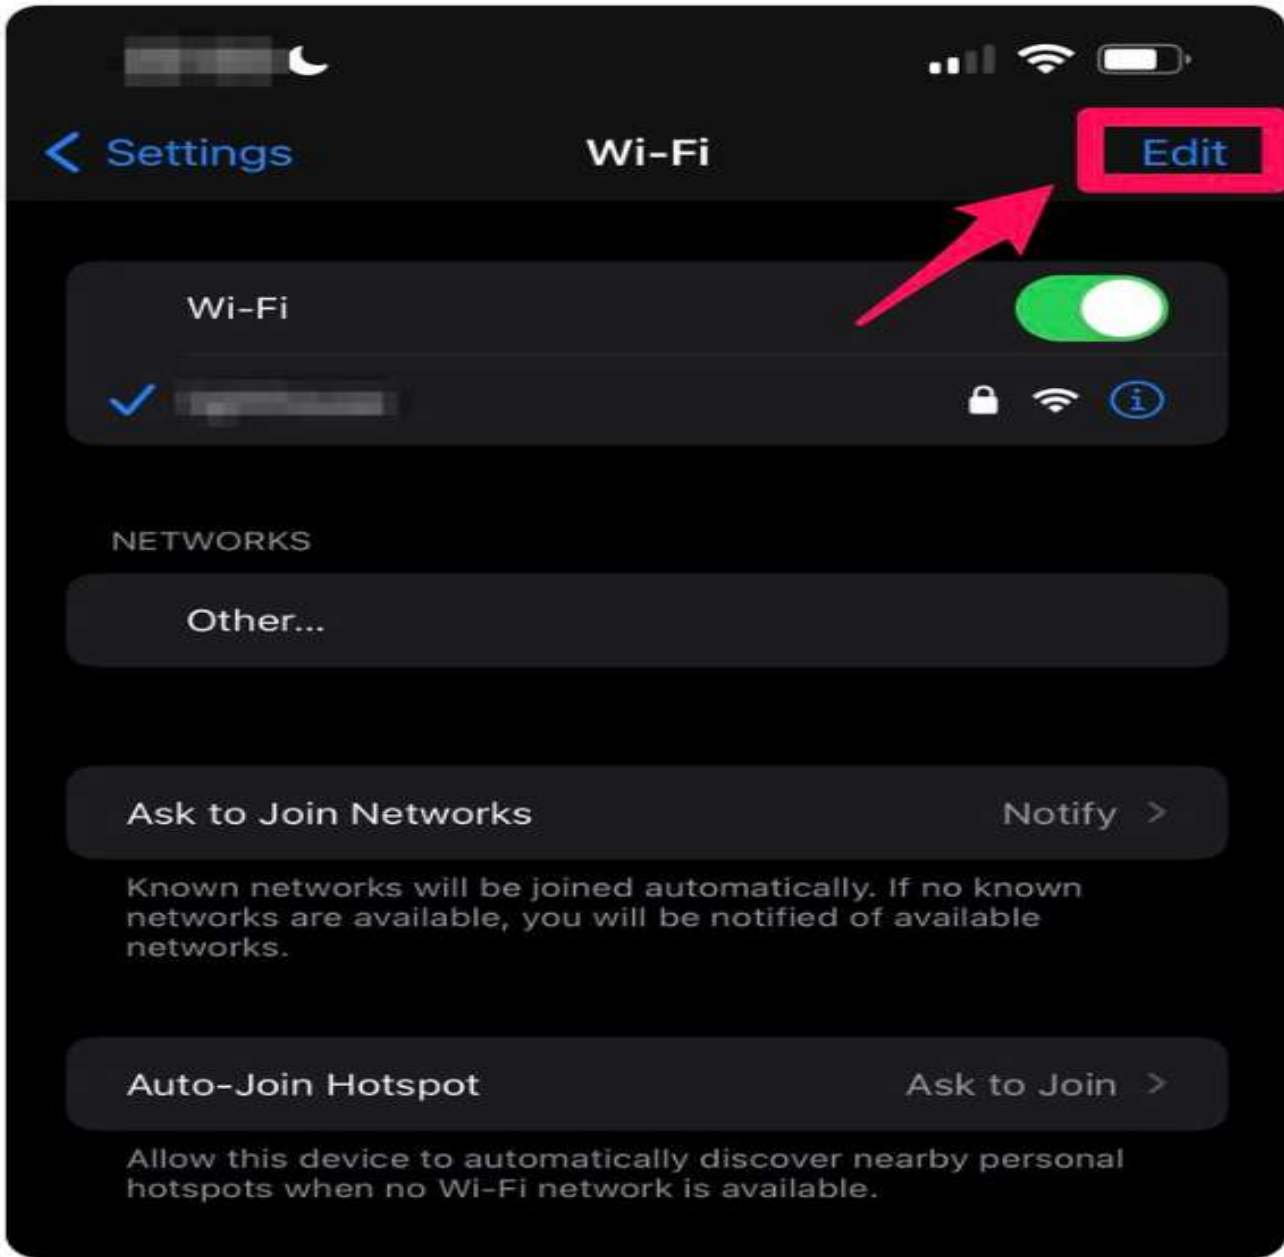 Settings
Wi-Fi
Edit
Wi-Fi
NETWORKS
Other...
Ask to Join Networks
Notify
Known networks will be joined automatically. If no known
networks are available, you will be notified of available
networks.
Auto-Join Hotspot
Ask to Join
Allow this device to automatically discover nearby personal
hotspots when no Wi-Fi network is available.